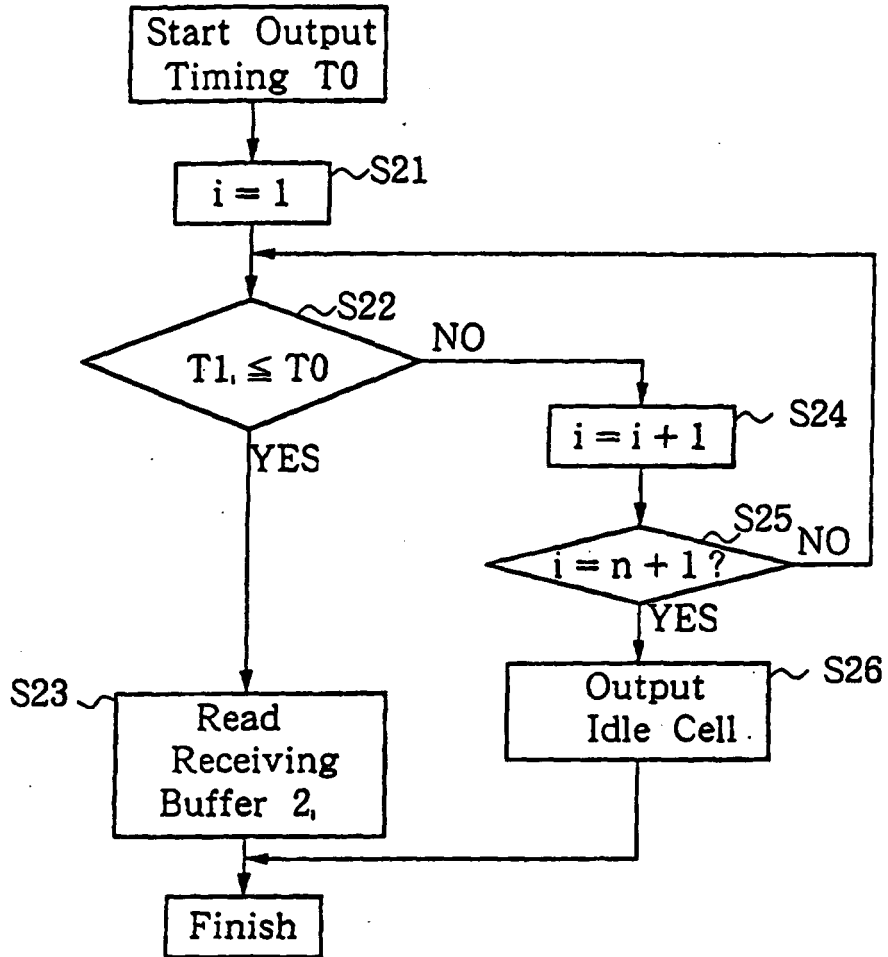 Start Output
Timing T0
S21
i = 1
S22
T1ᵢ ≦ T0
NO
YES
S24
i = i + 1
S25
i = n + 1 ?
NO
YES
S26
Output
Idle Cell
S23
Read
Receiving
Buffer 2ᵢ
Finish